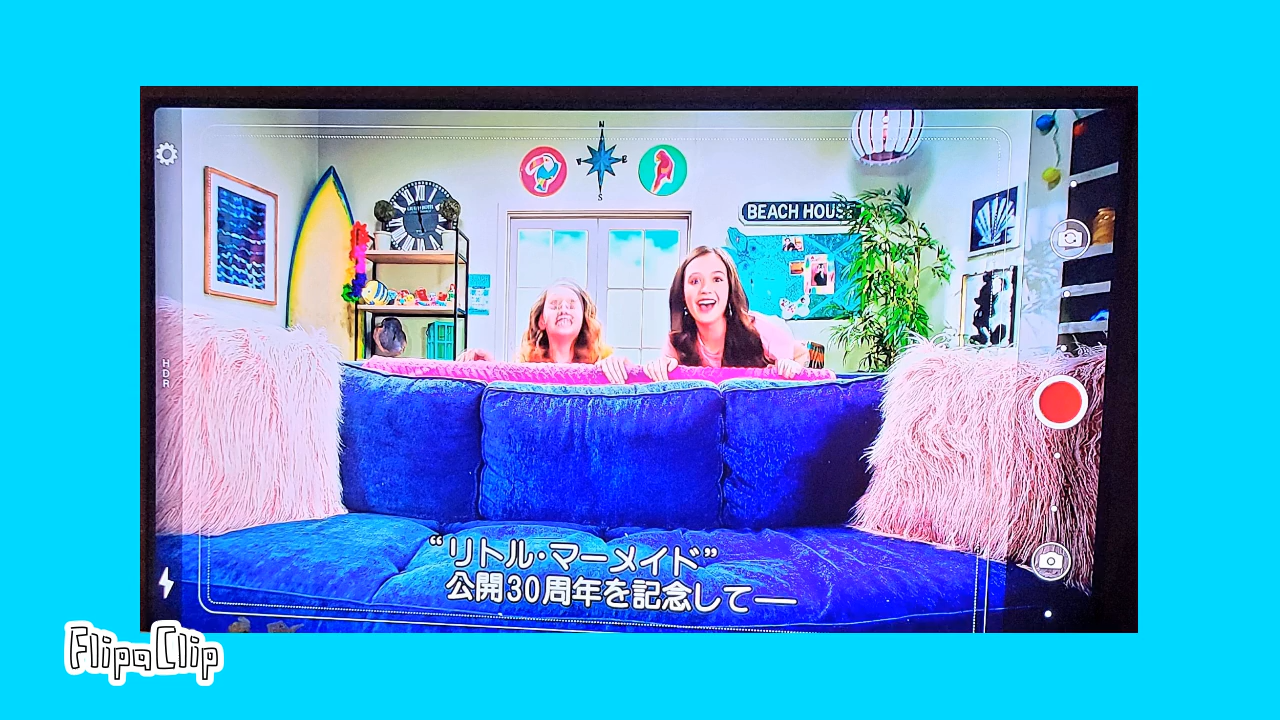 N
E
S
BEACH HOUSE
HDR
“リトル・マーメイド”
公開30周年を記念して──
FlipaClip